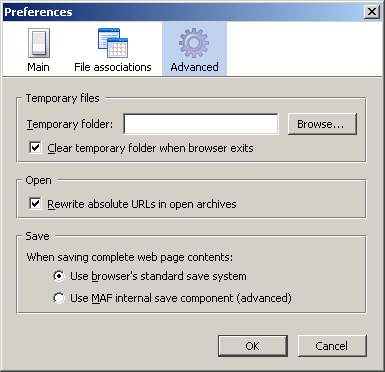 Preferences
Main
File associations
Advanced
Temporary files
Temporary folder:
Browse...
Clear temporary folder when browser exits
Open
Rewrite absolute URLs in open archives
Save
When saving complete web page contents:
Use browser's standard save system
Use MAF internal save component (advanced)
OK
Cancel